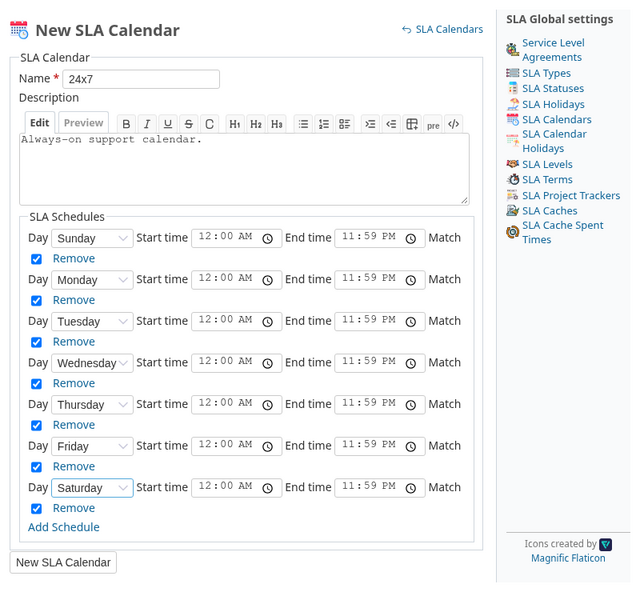 New SLA Calendar
SLA Calendars
SLA Calendar
Name *
24x7
Description
Edit Preview B I U S C H1 H2 H3 pre
Always-on support calendar.
SLA Schedules
Day Sunday Start time 12:00 AM End time 11:59 PM Match
Remove
Day Monday Start time 12:00 AM End time 11:59 PM Match
Remove
Day Tuesday Start time 12:00 AM End time 11:59 PM Match
Remove
Day Wednesday Start time 12:00 AM End time 11:59 PM Match
Remove
Day Thursday Start time 12:00 AM End time 11:59 PM Match
Remove
Day Friday Start time 12:00 AM End time 11:59 PM Match
Remove
Day Saturday Start time 12:00 AM End time 11:59 PM Match
Remove
Add Schedule
New SLA Calendar
SLA Global settings
Service Level
Agreements
SLA Types
SLA Statuses
SLA Holidays
SLA Calendars
SLA Calendar
Holidays
SLA Levels
SLA Terms
SLA Project Trackers
SLA Caches
SLA Cache Spent
Times
Icons created by
Magnific Flaticon